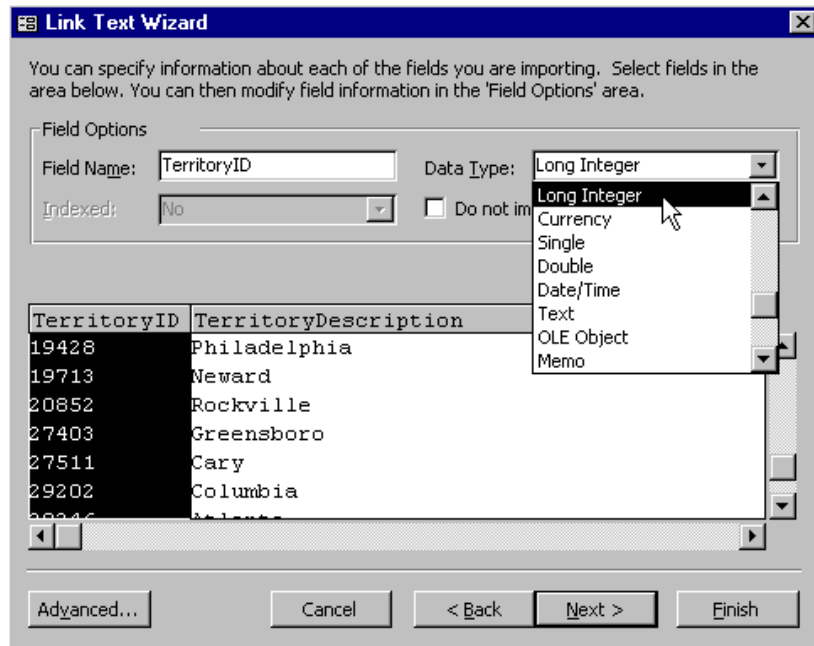 Link Text Wizard
You can specify information about each of the fields you are importing. Select fields in the
area below. You can then modify field information in the 'Field Options' area.
Field Options
Field Name: TerritoryID Data Type: Long Integer
Indexed: No Do not im
Long Integer
Currency
Single
Double
Date/Time
Text
OLE Object
Memo
TerritoryID TerritoryDescription
19428 Philadelphia
19713 Neward
20852 Rockville
27403 Greensboro
27511 Cary
29202 Columbia
Advanced... Cancel < Back Next > Finish